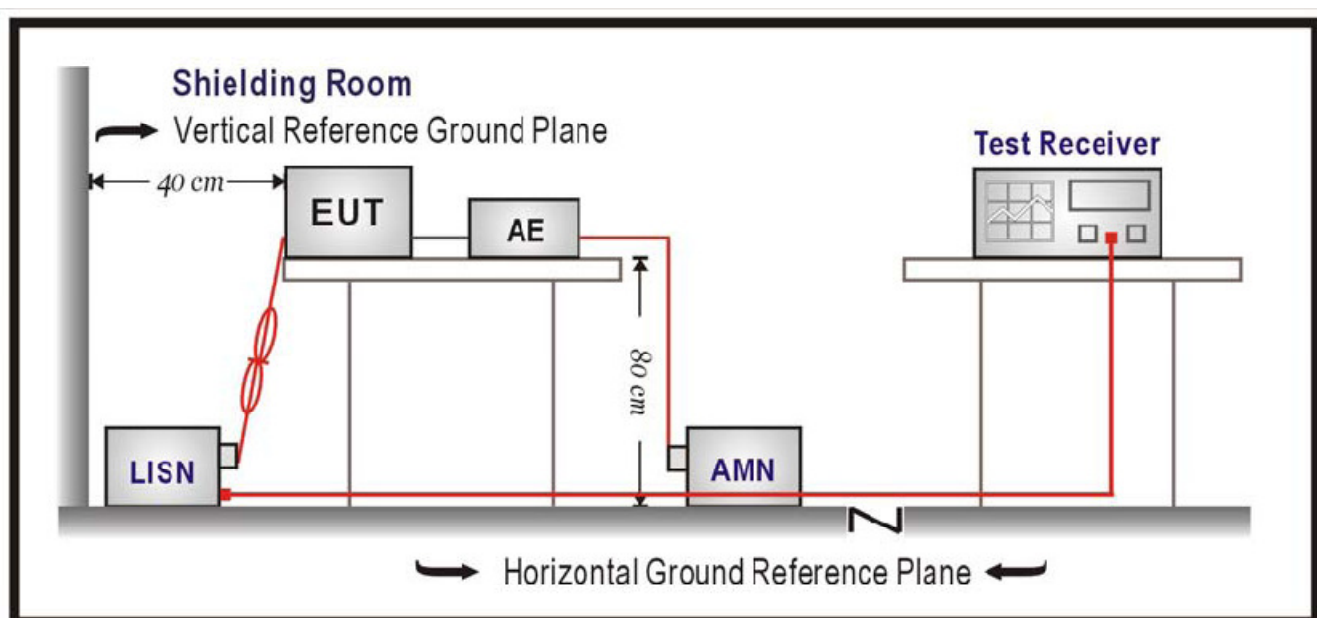 Shielding Room
Vertical Reference Ground Plane
40 cm
EUT
AE
Test Receiver
80 cm
LISN
AMN
Horizontal Ground Reference Plane